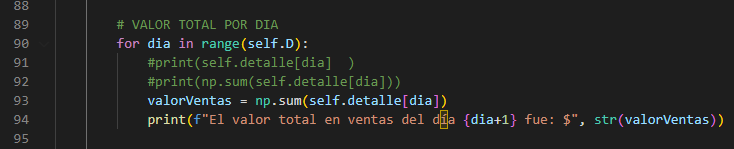 88
89 # VALOR TOTAL POR DIA
90 for dia in range(self.D):
91 #print(self.detalle[dia]  )
92 #print(np.sum(self.detalle[dia]))
93 valorVentas = np.sum(self.detalle[dia])
94 print(f"El valor total en ventas del día {dia+1} fue: $", str(valorVentas))
95